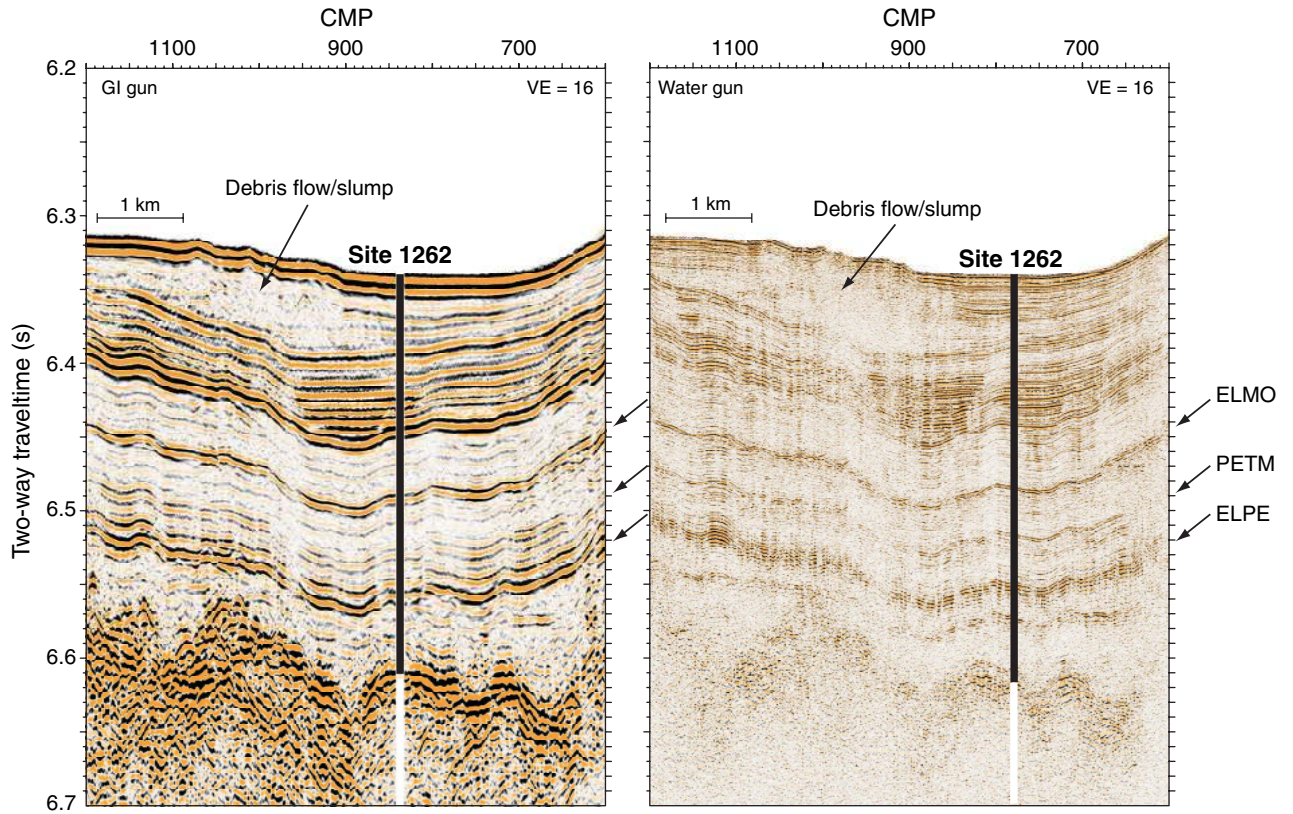 CMP
1100 900 700
CMP
1100 900 700
6.2
GI gun VE = 16
Water gun VE = 16
Debris flow/slump
1 km
Debris flow/slump
1 km
6.3
Site 1262
Site 1262
Two-way traveltime (s)
6.4
ELMO
PETM
6.5
ELPE
6.6
6.7